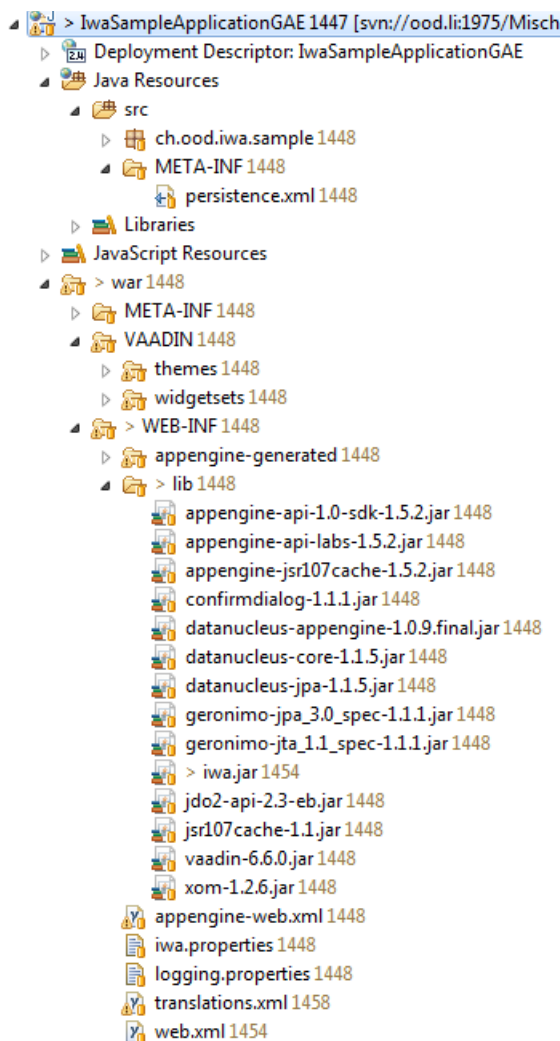 > IwaSampleApplicationGAE 1447 [svn://ood.li:1975/Misch
Deployment Descriptor: IwaSampleApplicationGAE
Java Resources
src
ch.ood.iwa.sample 1448
META-INF 1448
persistence.xml 1448
Libraries
JavaScript Resources
> war 1448
META-INF 1448
VAADIN 1448
themes 1448
widgetsets 1448
> WEB-INF 1448
appengine-generated 1448
> lib 1448
appengine-api-1.0-sdk-1.5.2.jar 1448
appengine-api-labs-1.5.2.jar 1448
appengine-jsr107cache-1.5.2.jar 1448
confirmdialog-1.1.1.jar 1448
datanucleus-appengine-1.0.9.final.jar 1448
datanucleus-core-1.1.5.jar 1448
datanucleus-jpa-1.1.5.jar 1448
geronimo-jpa_3.0_spec-1.1.1.jar 1448
geronimo-jta_1.1_spec-1.1.1.jar 1448
> iwa.jar 1454
jdo2-api-2.3-eb.jar 1448
jsr107cache-1.1.jar 1448
vaadin-6.6.0.jar 1448
xom-1.2.6.jar 1448
appengine-web.xml 1448
iwa.properties 1448
logging.properties 1448
translations.xml 1458
web.xml 1454